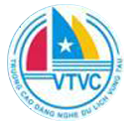 VTVC
TRƯỜNG CAO ĐẲNG NGHỀ DU LỊCH VŨNG TÀU